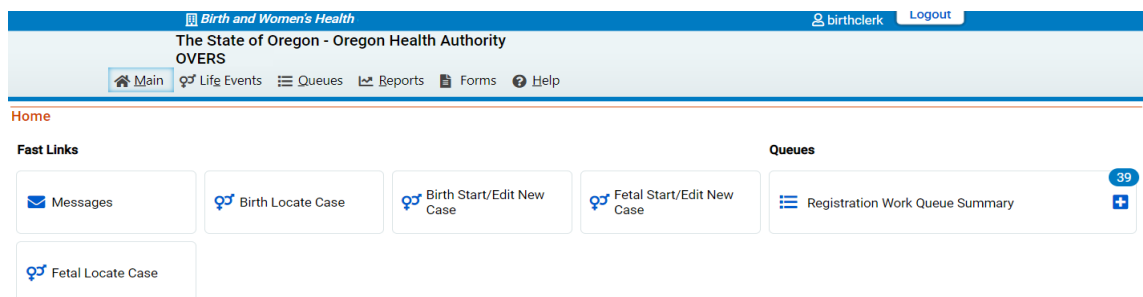 Birth and Women's Health
birthclerk
Logout
The State of Oregon - Oregon Health Authority
OVERS
Main Life Events Queues Reports Forms Help
Home
Fast Links
Queues
Messages
Birth Locate Case
Birth Start/Edit New
Case
Fetal Start/Edit New
Case
Registration Work Queue Summary
39
Fetal Locate Case